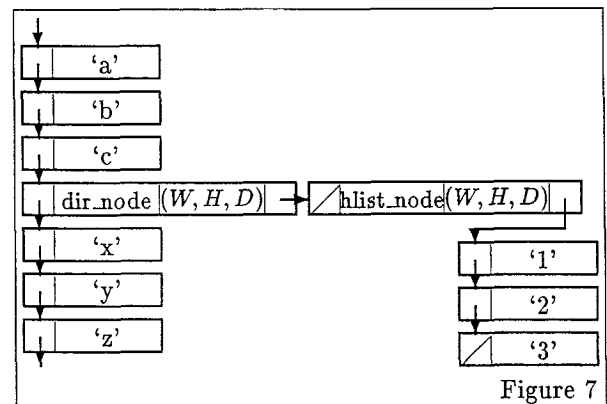 ‘a’
‘b’
‘c’
dir_node (W, H, D) hlist_node (W, H, D)
‘x’
‘y’
‘z’
‘1’
‘2’
‘3’
Figure 7